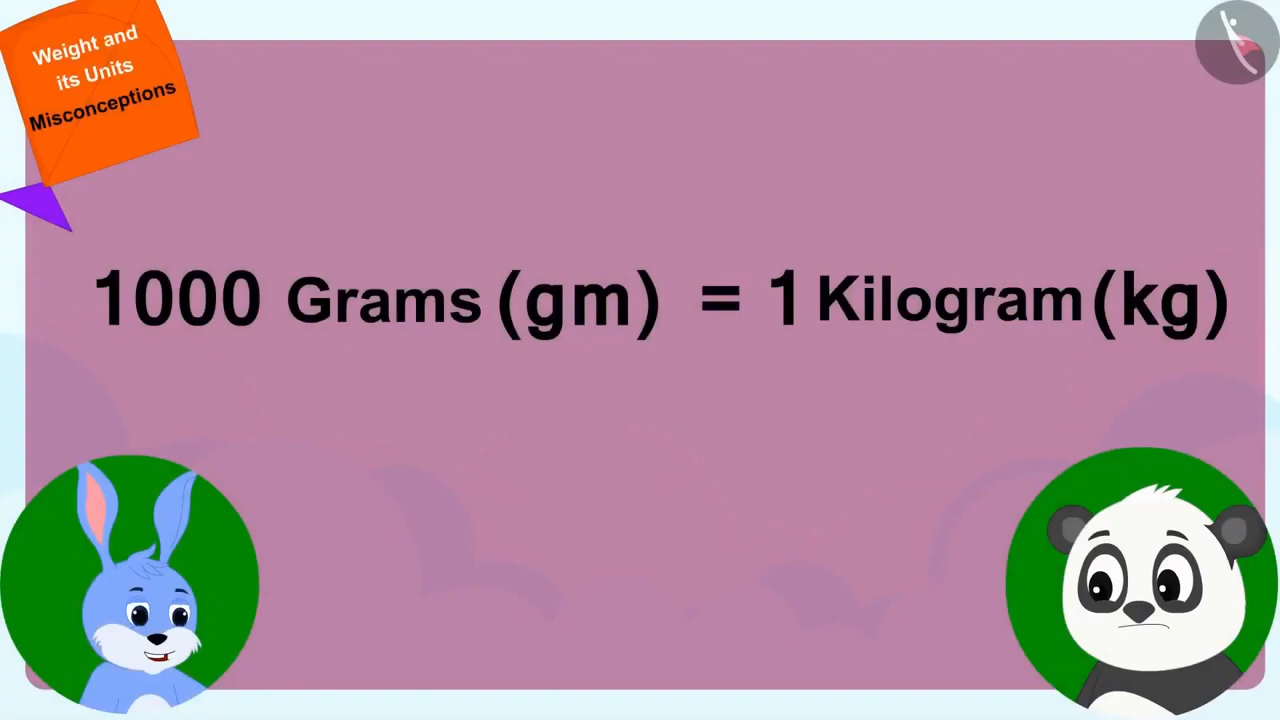 Weight and
its Units
Misconceptions
1000 Grams (gm) = 1 Kilogram (kg)